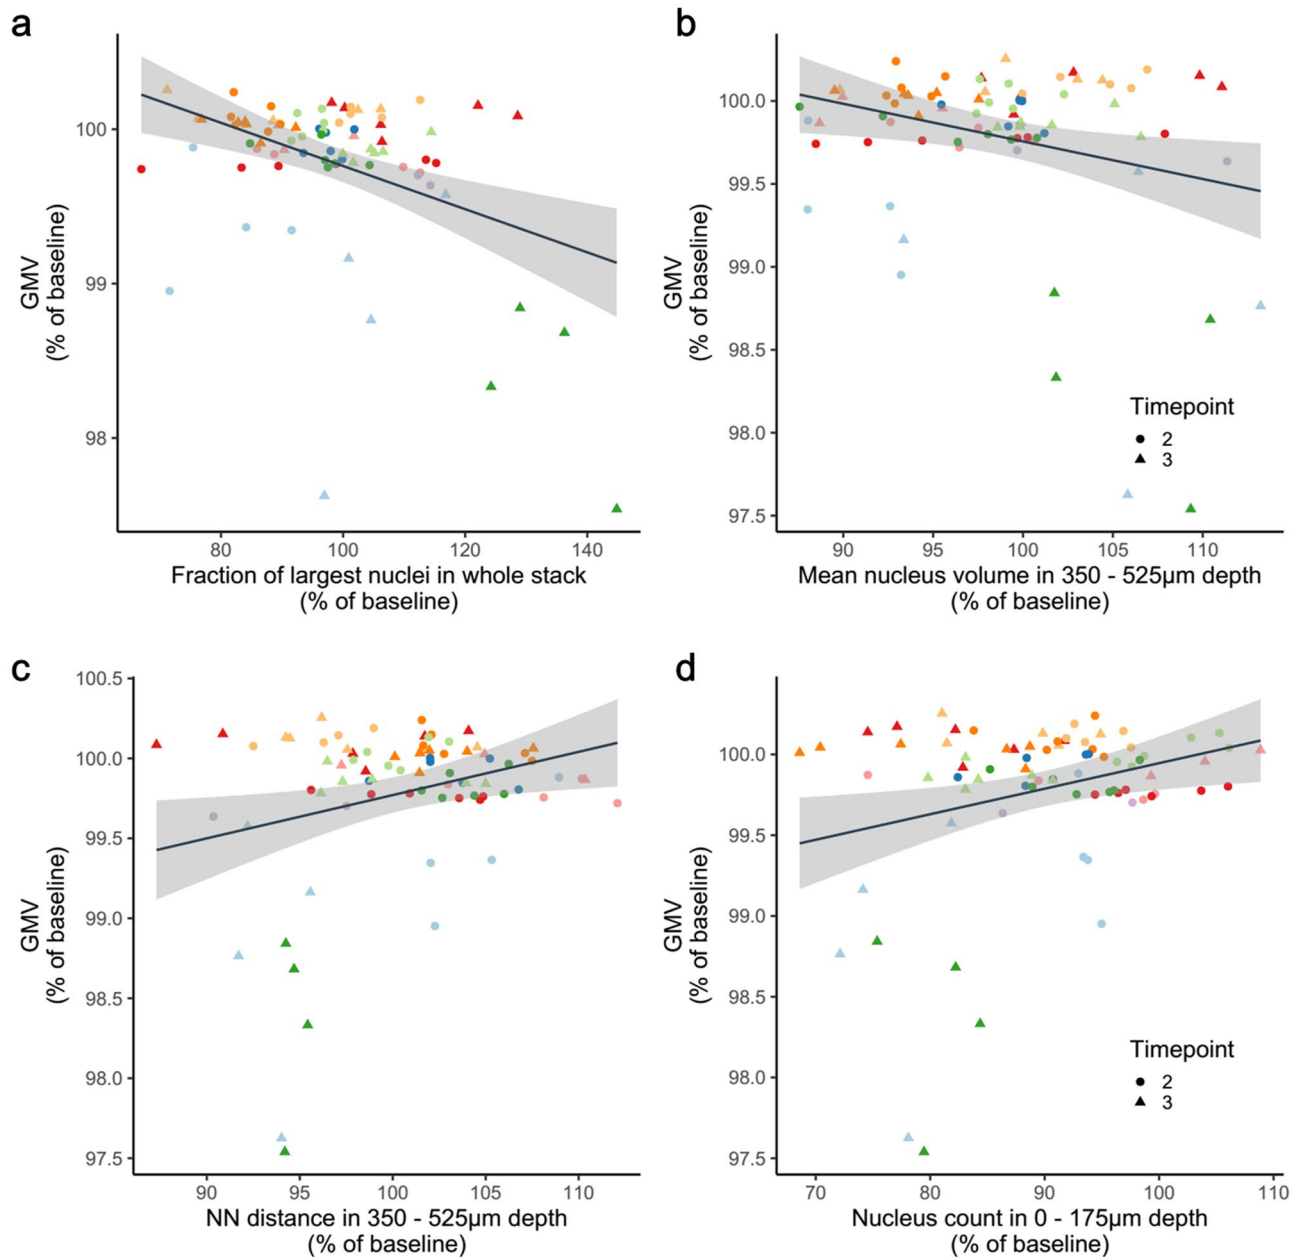 a
100
99
98
GMV
(% of baseline)
80 100 120 140
Fraction of largest nuclei in whole stack
(% of baseline)
b
100.0
99.5
99.0
98.5
98.0
97.5
GMV
(% of baseline)
Timepoint
2
3
90 95 100 105 110
Mean nucleus volume in 350 - 525µm depth
(% of baseline)
c
100.5
100.0
99.5
99.0
98.5
98.0
97.5
GMV
(% of baseline)
90 95 100 105 110
NN distance in 350 - 525µm depth
(% of baseline)
d
100.0
99.5
99.0
98.5
98.0
97.5
GMV
(% of baseline)
Timepoint
2
3
70 80 90 100 110
Nucleus count in 0 - 175µm depth
(% of baseline)